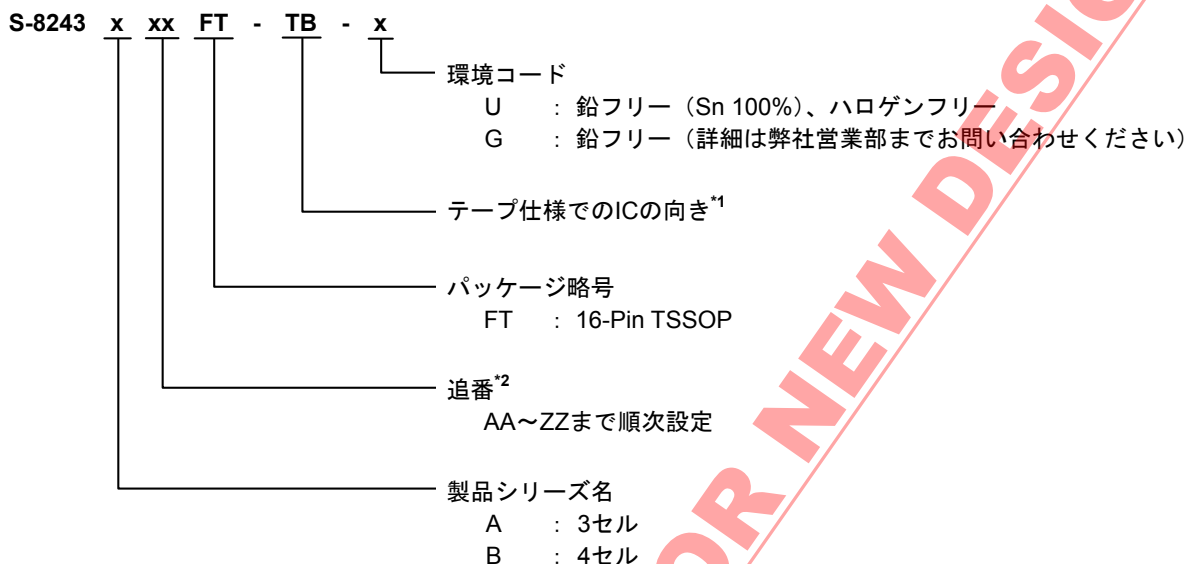 S-8243 x xx FT - TB - x
環境コード
U : 鉛フリー（Sn 100%）、ハロゲンフリー
G : 鉛フリー（詳細は弊社営業部までお問い合わせください）
テープ仕様でのICの向き*1
パッケージ略号
FT : 16-Pin TSSOP
追番*2
AA～ZZまで順次設定
製品シリーズ名
A : 3セル
B : 4セル
OR NEW DESIG